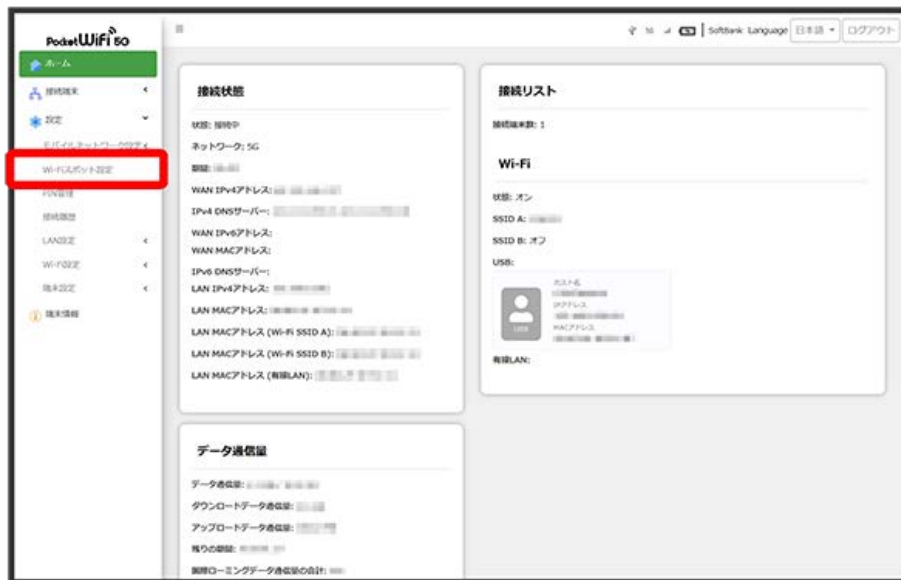 Pocket WiFi 5G
5G
SoftBank Language 日本語 ログアウト
ホーム
接続端末
設定
モバイルネットワーク設定
Wi-Fiスポット設定
PIN管理
接続履歴
LAN設定
Wi-Fi設定
端末設定
端末情報
接続状態
状態: 接続中
ネットワーク: 5G
期間:
WAN IPv4アドレス:
IPv4 DNSサーバー:
WAN IPv6アドレス:
WAN MACアドレス:
IPv6 DNSサーバー:
LAN IPv4アドレス:
LAN MACアドレス:
LAN MACアドレス (Wi-Fi SSID A):
LAN MACアドレス (Wi-Fi SSID B):
LAN MACアドレス (有線LAN):
データ通信量
データ通信量:
ダウンロードデータ通信量:
アップロードデータ通信量:
残りの期間:
国際ローミングデータ通信量の合計:
接続リスト
接続端末数: 1
Wi-Fi
状態: オン
SSID A:
SSID B: オフ
USB:
USB
ホスト名
IPアドレス
MACアドレス
有線LAN: